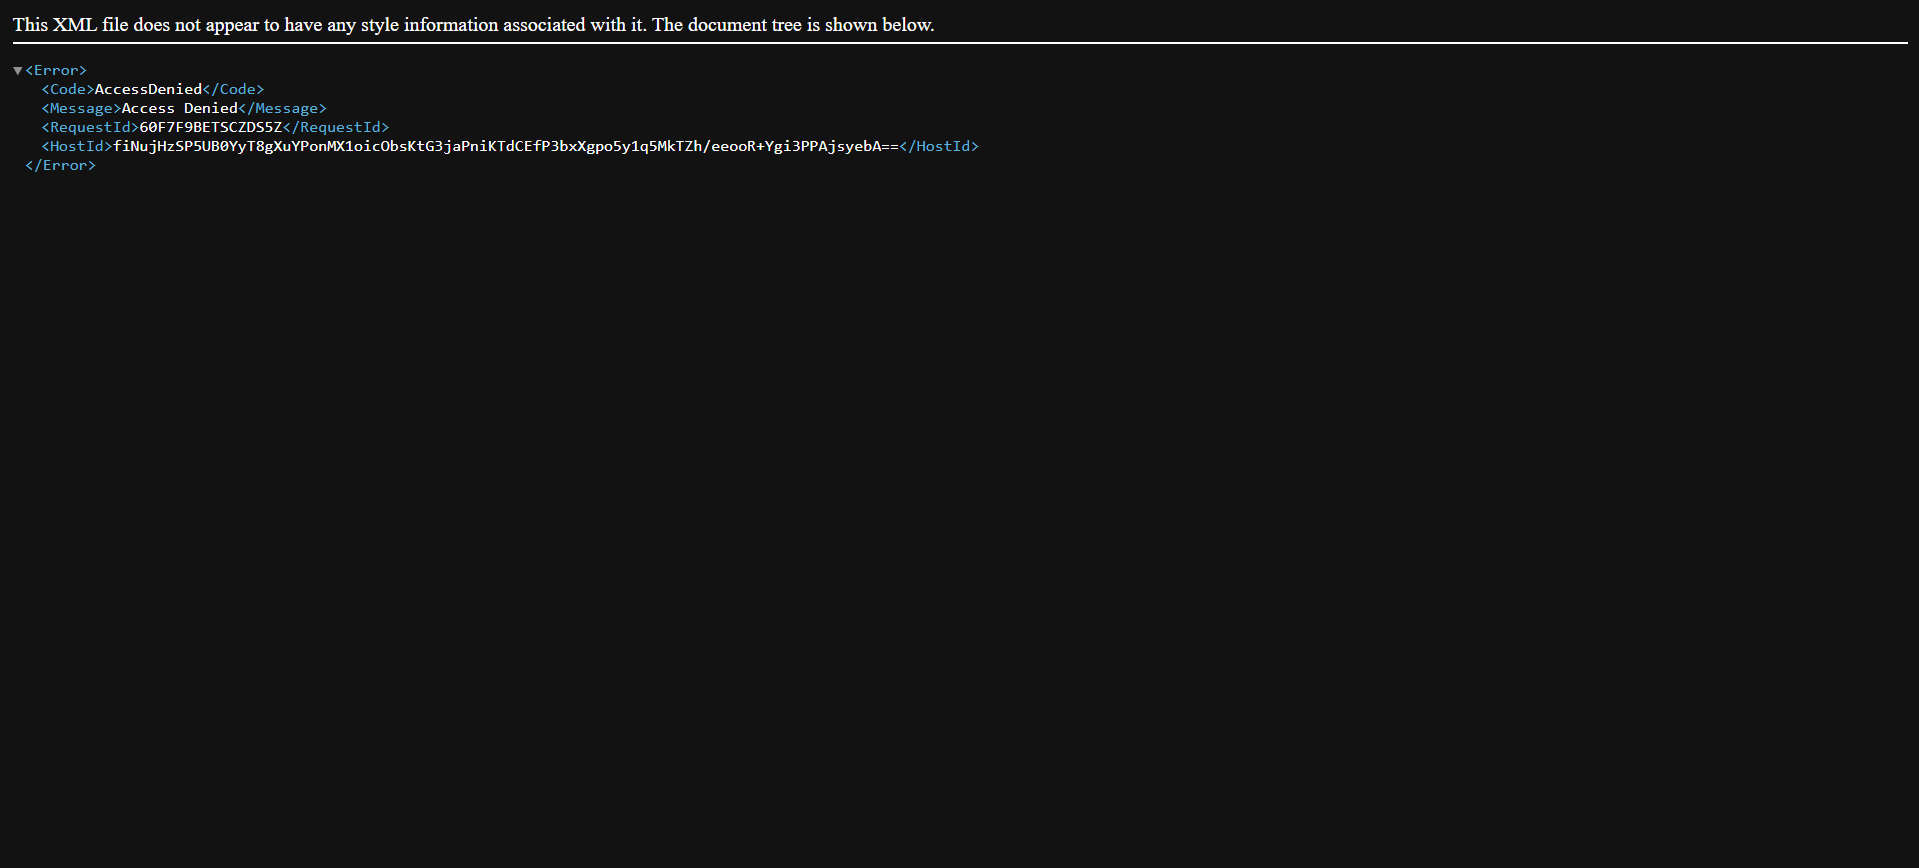 This XML file does not appear to have any style information associated with it. The document tree is shown below.
▼<Error>
<Code>AccessDenied</Code>
<Message>Access Denied</Message>
<RequestId>60F7F9BETSCZDS5Z</RequestId>
<HostId>fiNujHzSP5UB0YyT8gXuYPonMX1oicObsKtG3jaPniKTdCEfP3bxXgpo5y1q5MkTZh/eeooR+Ygi3PPAjsyebA==</HostId>
</Error>